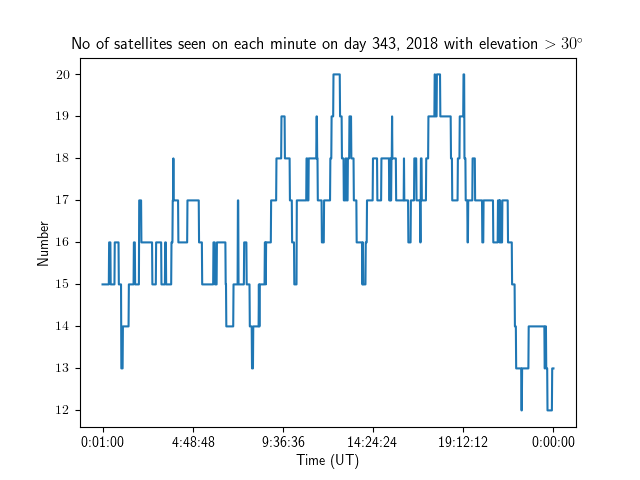 No of satellites seen on each minute on day 343, 2018 with elevation > 30°
20
19
18
17
16
15
14
13
12
Number
0:01:00 4:48:48 9:36:36 14:24:24 19:12:12 0:00:00
Time (UT)